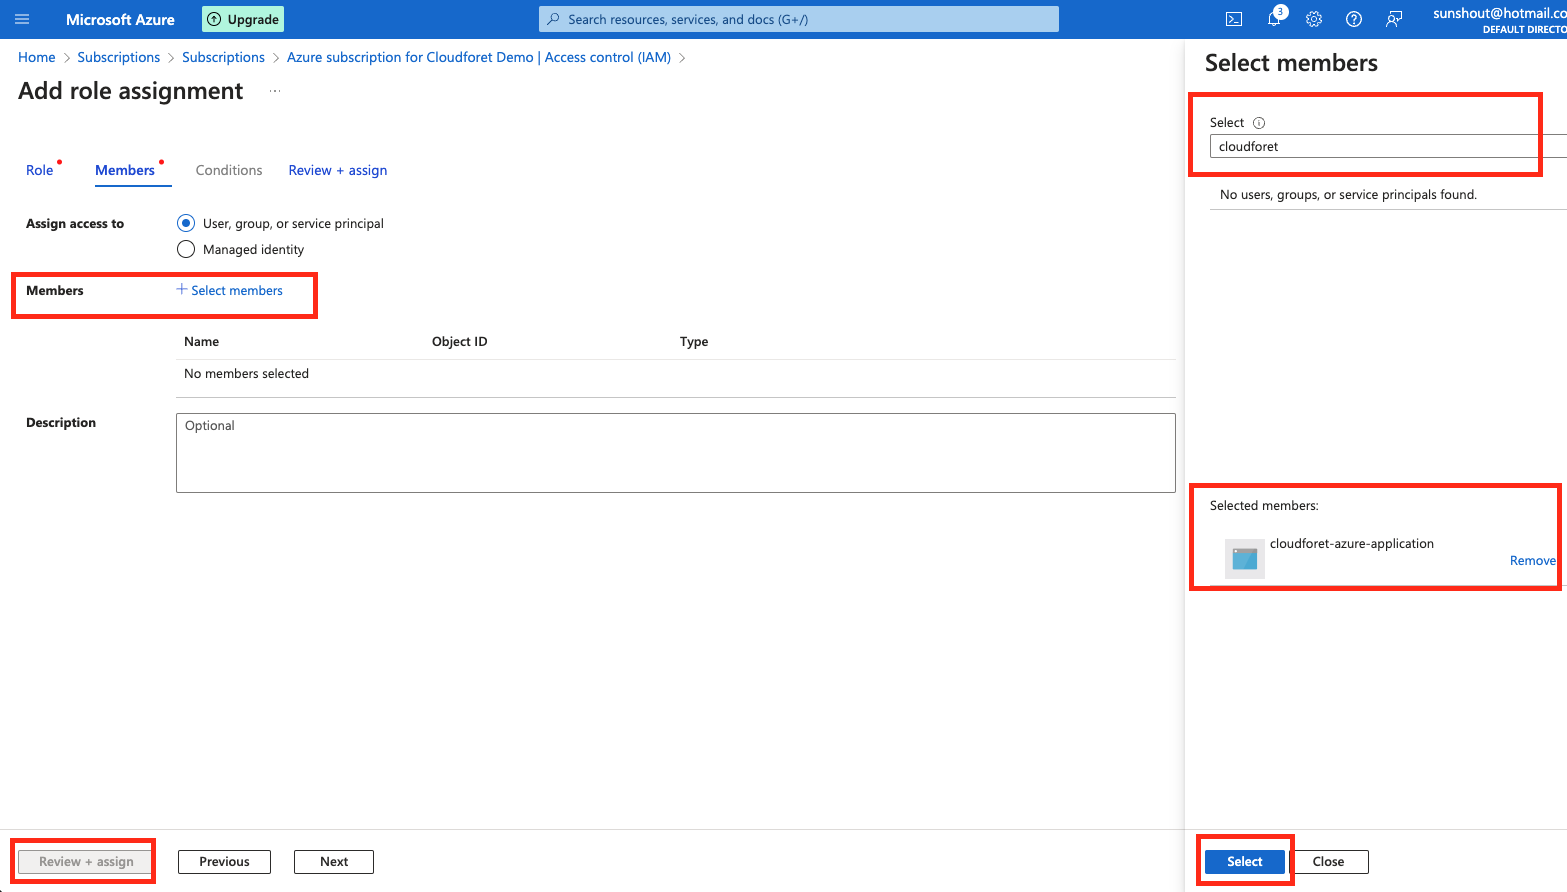 Microsoft Azure
Upgrade
Search resources, services, and docs (G+/)
3
sunshout@hotmail.co
DEFAULT DIRECTO
Home > Subscriptions > Subscriptions > Azure subscription for Cloudforet Demo | Access control (IAM) >
Add role assignment ...
Role
Members
Conditions
Review + assign
Assign access to
User, group, or service principal
Managed identity
Members
+ Select members
Name Object ID Type
No members selected
Description
Optional
Review + assign
Previous
Next
Select members
Select
cloudforet
No users, groups, or service principals found.
Selected members:
cloudforet-azure-application
Remove
Select
Close